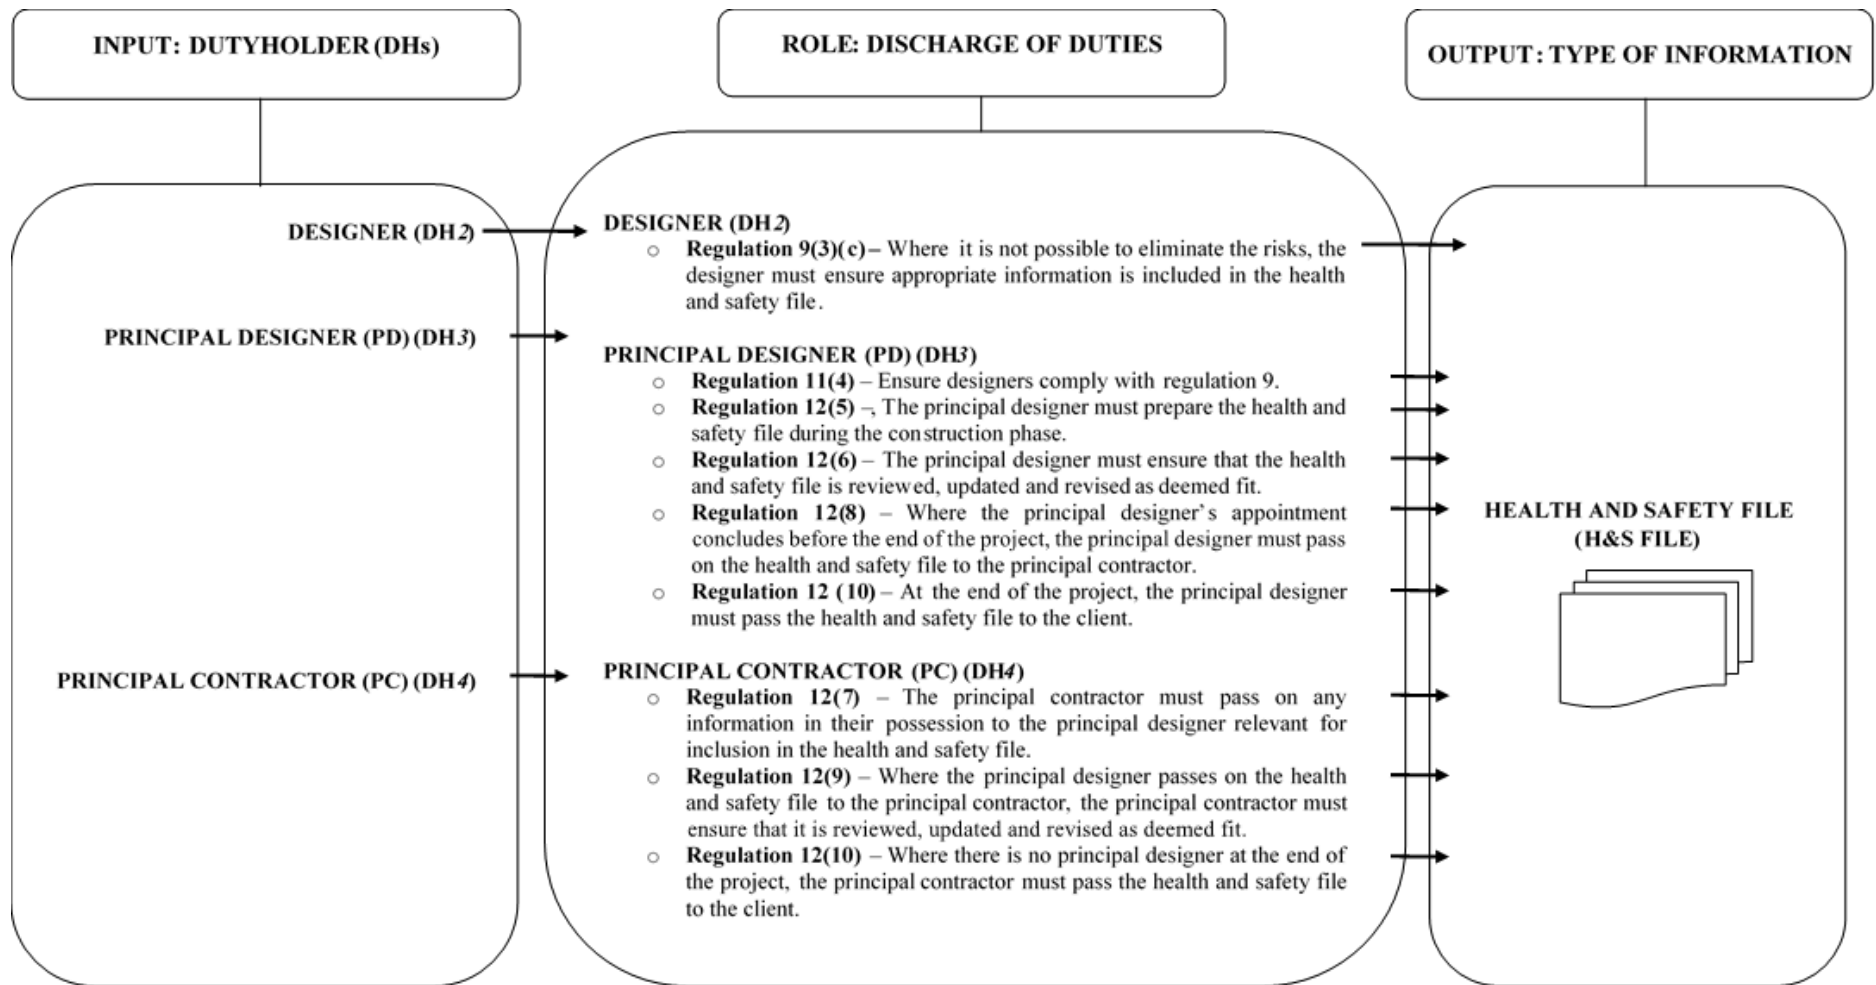 INPUT: DUTYHOLDER (DHs)
ROLE: DISCHARGE OF DUTIES
OUTPUT: TYPE OF INFORMATION
DESIGNER (DH2)
PRINCIPAL DESIGNER (PD) (DH3)
PRINCIPAL CONTRACTOR (PC) (DH4)
DESIGNER (DH2)
o Regulation 9(3)(c) – Where it is not possible to eliminate the risks, the
designer must ensure appropriate information is included in the health
and safety file.
PRINCIPAL DESIGNER (PD) (DH3)
o Regulation 11(4) – Ensure designers comply with regulation 9.
o Regulation 12(5) –, The principal designer must prepare the health and
safety file during the construction phase.
o Regulation 12(6) – The principal designer must ensure that the health
and safety file is reviewed, updated and revised as deemed fit.
o Regulation 12(8) – Where the principal designer's appointment
concludes before the end of the project, the principal designer must pass
on the health and safety file to the principal contractor.
o Regulation 12 (10) – At the end of the project, the principal designer
must pass the health and safety file to the client.
PRINCIPAL CONTRACTOR (PC) (DH4)
o Regulation 12(7) – The principal contractor must pass on any
information in their possession to the principal designer relevant for
inclusion in the health and safety file.
o Regulation 12(9) – Where the principal designer passes on the health
and safety file to the principal contractor, the principal contractor must
ensure that it is reviewed, updated and revised as deemed fit.
o Regulation 12(10) – Where there is no principal designer at the end of
the project, the principal contractor must pass the health and safety file
to the client.
HEALTH AND SAFETY FILE
(H&S FILE)